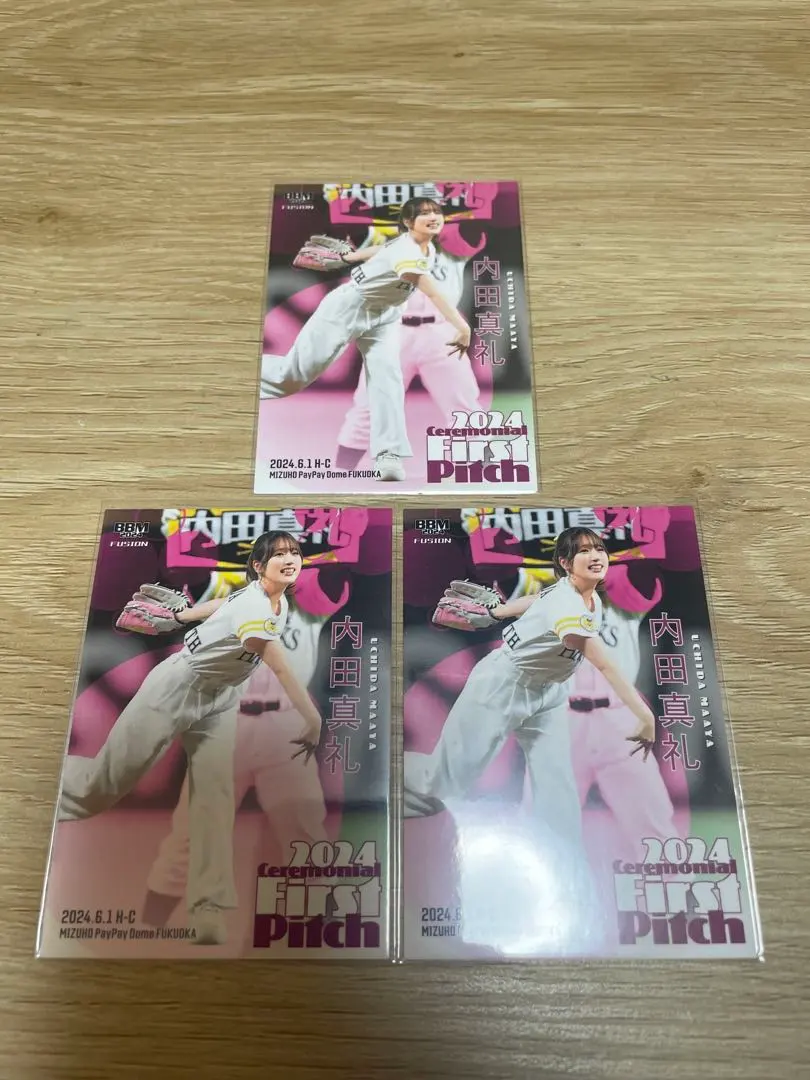 内田真礼
BBM
FUSION
内田真礼
UCHIDA MAAYA
2024
Ceremonial
First
Pitch
2024.6.1 H-C
MIZUHO PayPay Dome FUKUOKA
内田真礼
BBM
2024
FUSION
内田真礼
UCHIDA MAAYA
2024
Ceremonial
First
Pitch
2024.6.1 H-C
MIZUHO PayPay Dome FUKUOKA
内田真礼
BBM
2024
FUSION
内田真礼
UCHIDA MAAYA
2024
Ceremonial
First
Pitch
2024.6
MIZUHO PayPay Dome FUKUOKA